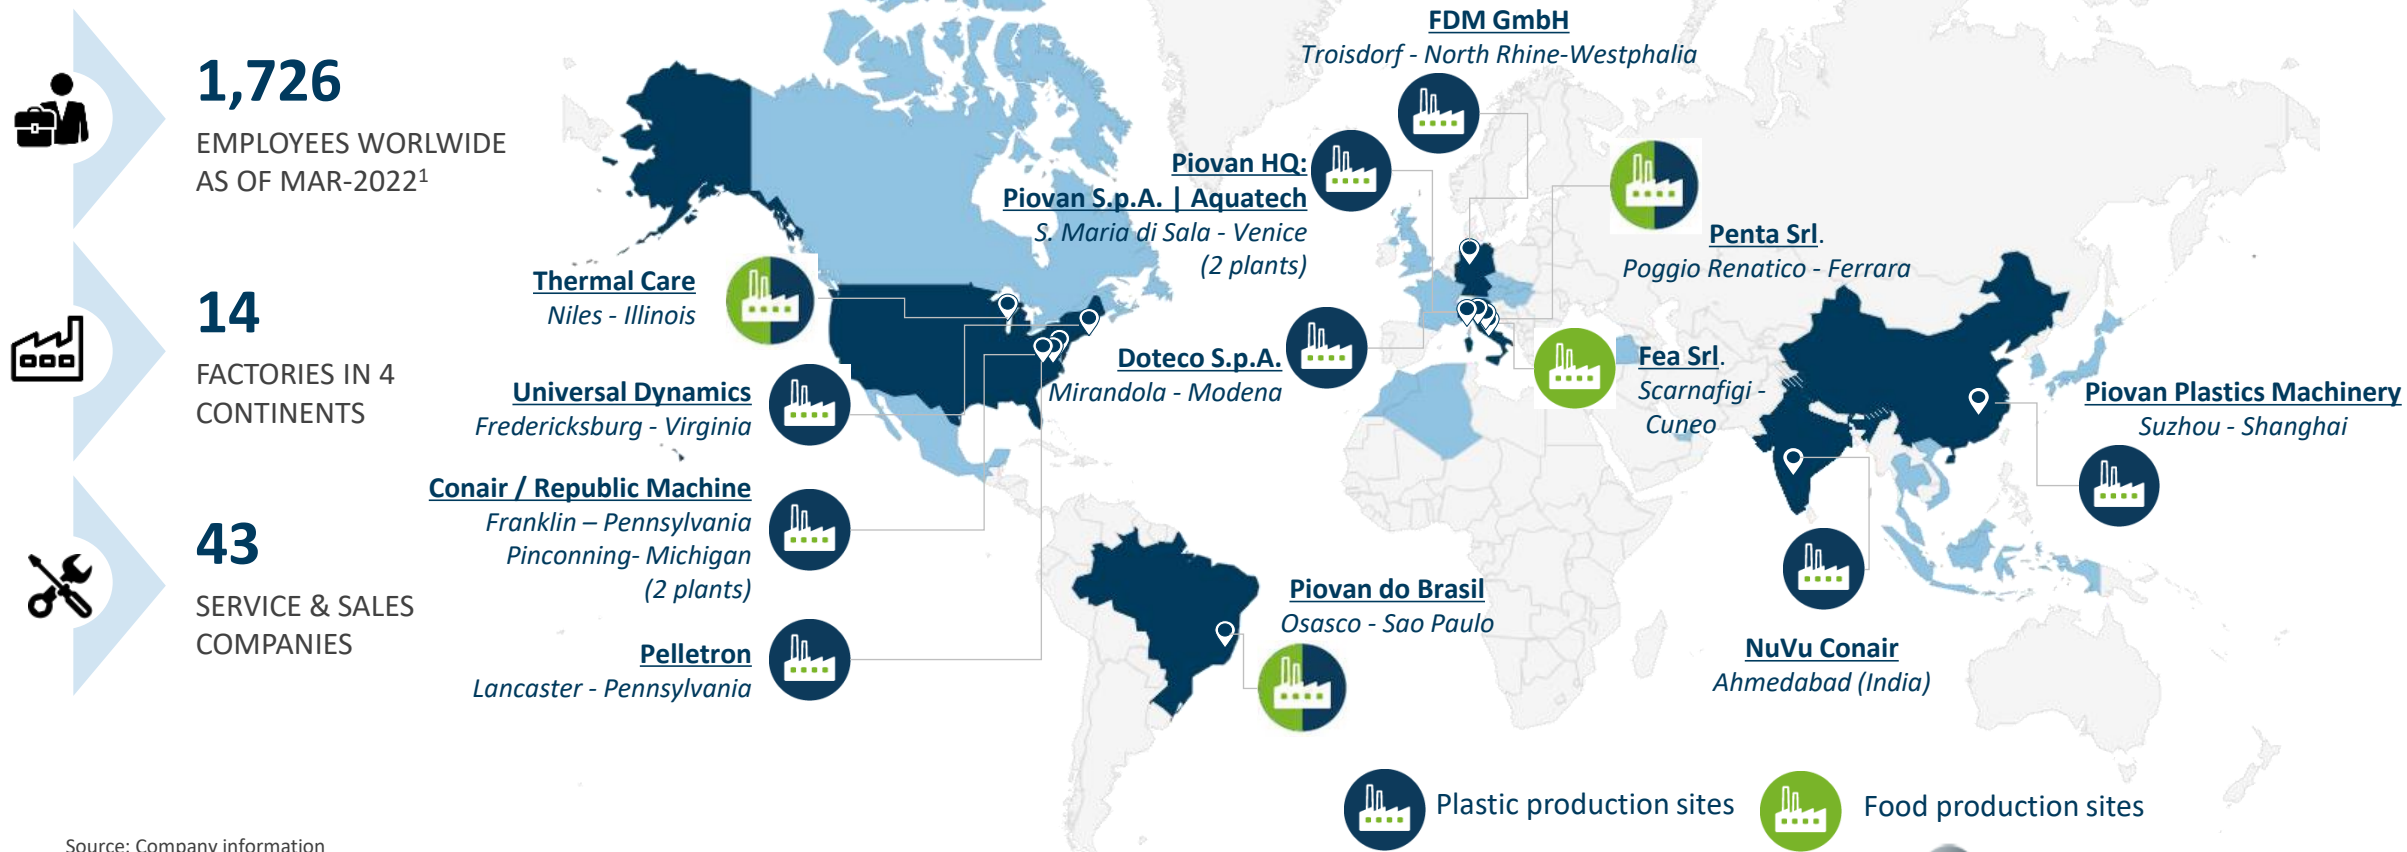 1,726
EMPLOYEES WORLWIDE
AS OF MAR-2022¹
14
FACTORIES IN 4
CONTINENTS
43
SERVICE & SALES
COMPANIES
FDM GmbH
Troisdorf - North Rhine-Westphalia
Piovan HQ:
Piovan S.p.A. | Aquatech
S. Maria di Sala - Venice
(2 plants)
Penta Srl.
Poggio Renatico - Ferrara
Thermal Care
Niles - Illinois
Doteco S.p.A.
Mirandola - Modena
Fea Srl.
Scarnafigi -
Cuneo
Universal Dynamics
Fredericksburg - Virginia
Piovan Plastics Machinery
Suzhou - Shanghai
Conair / Republic Machine
Franklin – Pennsylvania
Pinconning- Michigan
(2 plants)
Piovan do Brasil
Osasco - Sao Paulo
NuVu Conair
Ahmedabad (India)
Pelletron
Lancaster - Pennsylvania
Plastic production sites
Food production sites
Source: Company information